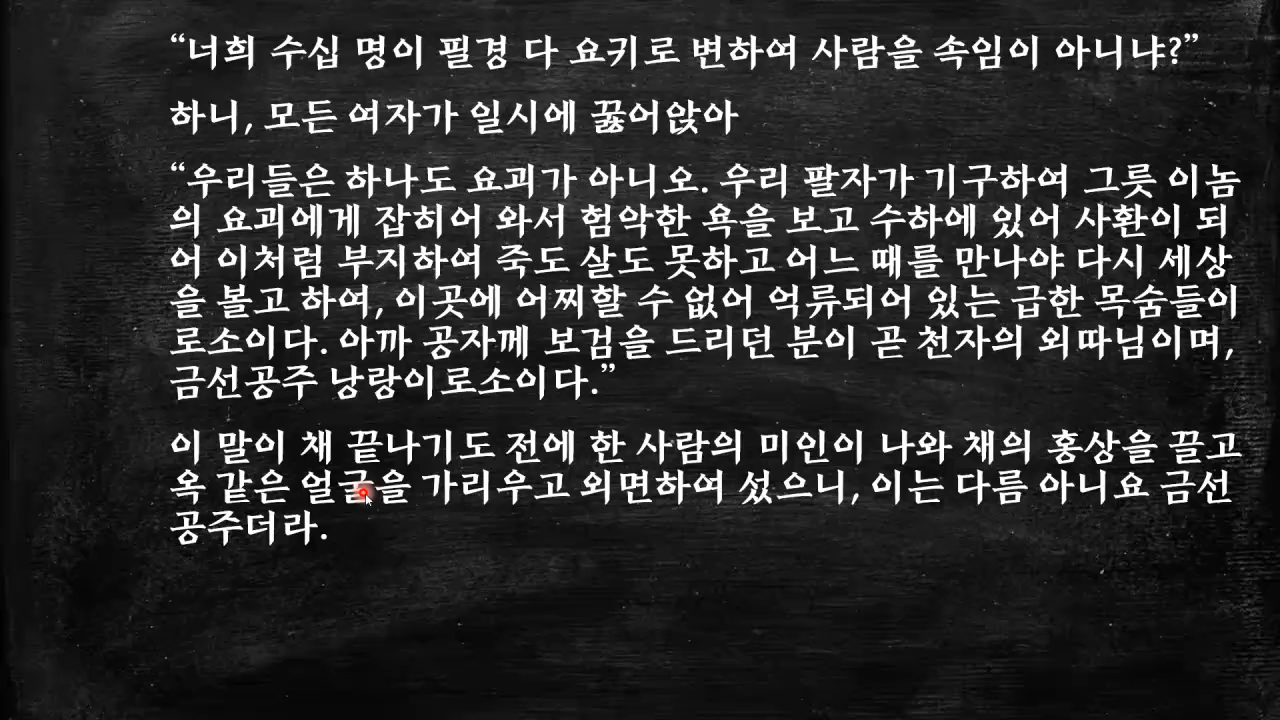 “너희 수십 명이 필경 다 요키로 변하여 사람을 속임이 아니냐?”
하니, 모든 여자가 일시에 꿇어앉아
“우리들은 하나도 요괴가 아니오. 우리 팔자가 기구하여 그릇 이놈
의 요괴에게 잡히어 와서 험악한 욕을 보고 수하에 있어 사환이 되
어 이처럼 부지하여 죽도 살도 못하고 어느 때를 만나야 다시 세상
을 볼고 하여, 이곳에 어찌할 수 없어 억류되어 있는 급한 목숨들이
로소이다. 아까 공자께 보검을 드리던 분이 곧 천자의 외따님이며,
금선공주 낭랑이로소이다.”
이 말이 채 끝나기도 전에 한 사람의 미인이 나와 채의 홍상을 끌고
옥 같은 얼굴을 가리우고 외면하여 섰으니, 이는 다름 아니요 금선
공주더라.